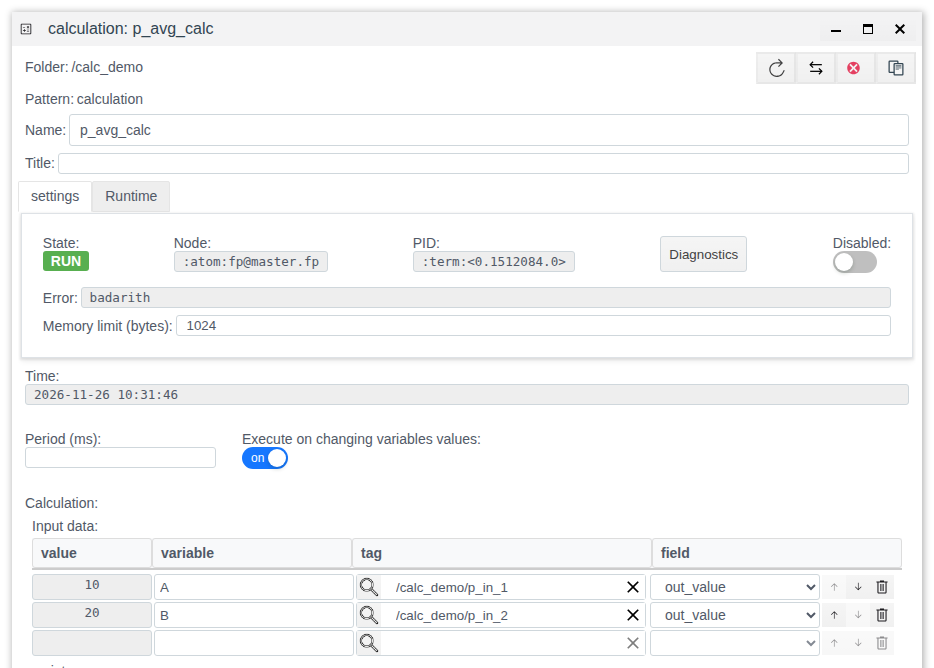 calculation: p_avg_calc
Folder: /calc_demo
Pattern: calculation
Name: p_avg_calc
Title:
settings Runtime
State: Node: PID: Disabled:
RUN :atom:fp@master.fp :term:<0.1512084.0> Diagnostics
Error: badarith
Memory limit (bytes): 1024
Time:
2026-11-26 10:31:46
Period (ms): Execute on changing variables values:
on
Calculation:
Input data:
value variable tag field
10 A /calc_demo/p_in_1 out_value
20 B /calc_demo/p_in_2 out_value